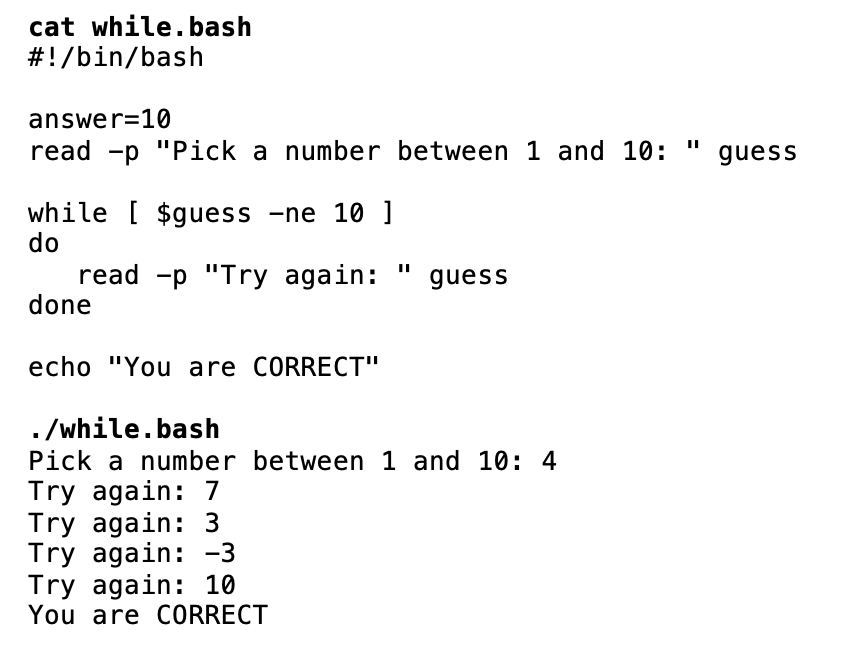 cat while.bash
#!/bin/bash
answer=10
read -p "Pick a number between 1 and 10: " guess
while [ $guess -ne 10 ]
do
   read -p "Try again: " guess
done
echo "You are CORRECT"
./while.bash
Pick a number between 1 and 10: 4
Try again: 7
Try again: 3
Try again: -3
Try again: 10
You are CORRECT